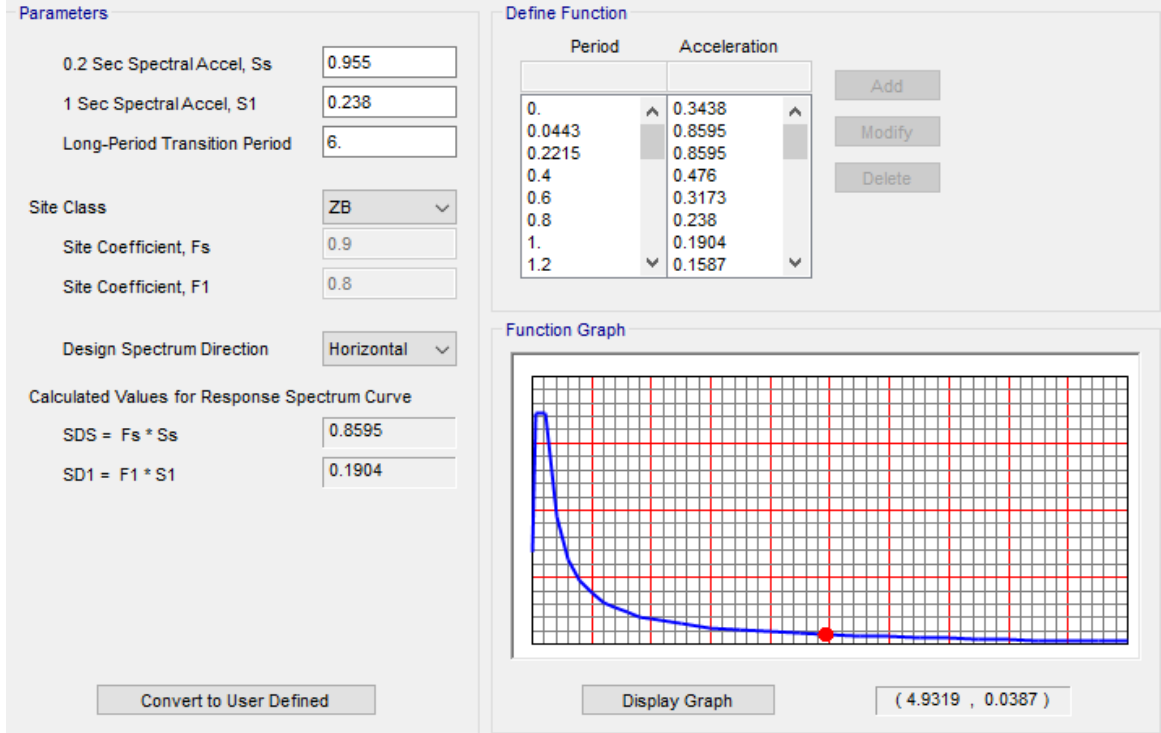 Parameters
0.2 Sec Spectral Accel, Ss 0.955
1 Sec Spectral Accel, S1 0.238
Long-Period Transition Period 6.
Site Class ZB
Site Coefficient, Fs 0.9
Site Coefficient, F1 0.8
Design Spectrum Direction Horizontal
Calculated Values for Response Spectrum Curve
SDS = Fs * Ss 0.8595
SD1 = F1 * S1 0.1904
Convert to User Defined
Define Function
Period Acceleration
0. 0.3438
0.0443 0.8595
0.2215 0.8595
0.4 0.476
0.6 0.3173
0.8 0.238
1. 0.1904
1.2 0.1587
Add
Modify
Delete
Function Graph
Display Graph ( 4.9319 , 0.0387 )